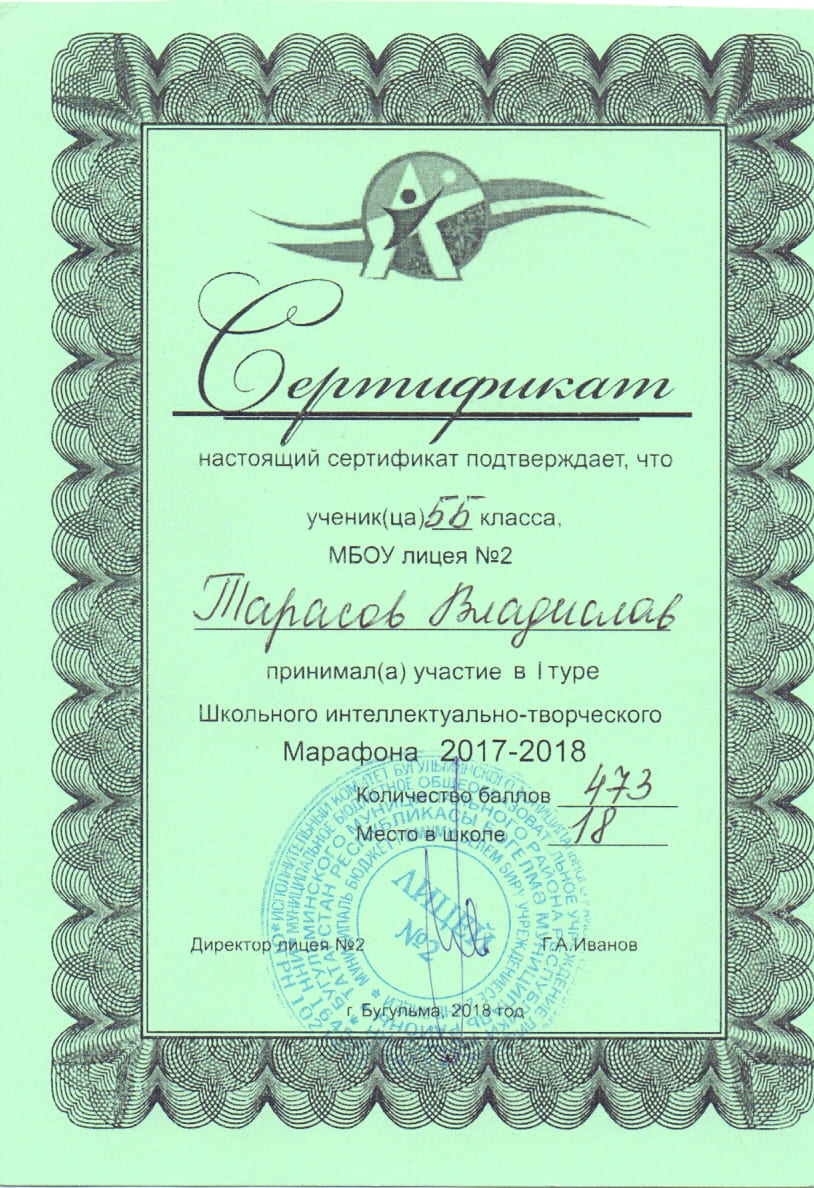 Сертификат
настоящий сертификат подтверждает, что
ученик(ца) 5Б класса,
МБОУ лицея №2
Тарасов Владислав
принимал(а) участие в I туре
Школьного интеллектуально-творческого
Марафона 2017-2018
Количество баллов 473
Место в школе 18
ЛИЦЕЙ №2
Директор лицея №2 Г.А.Иванов
г. Бугульма, 2018 год